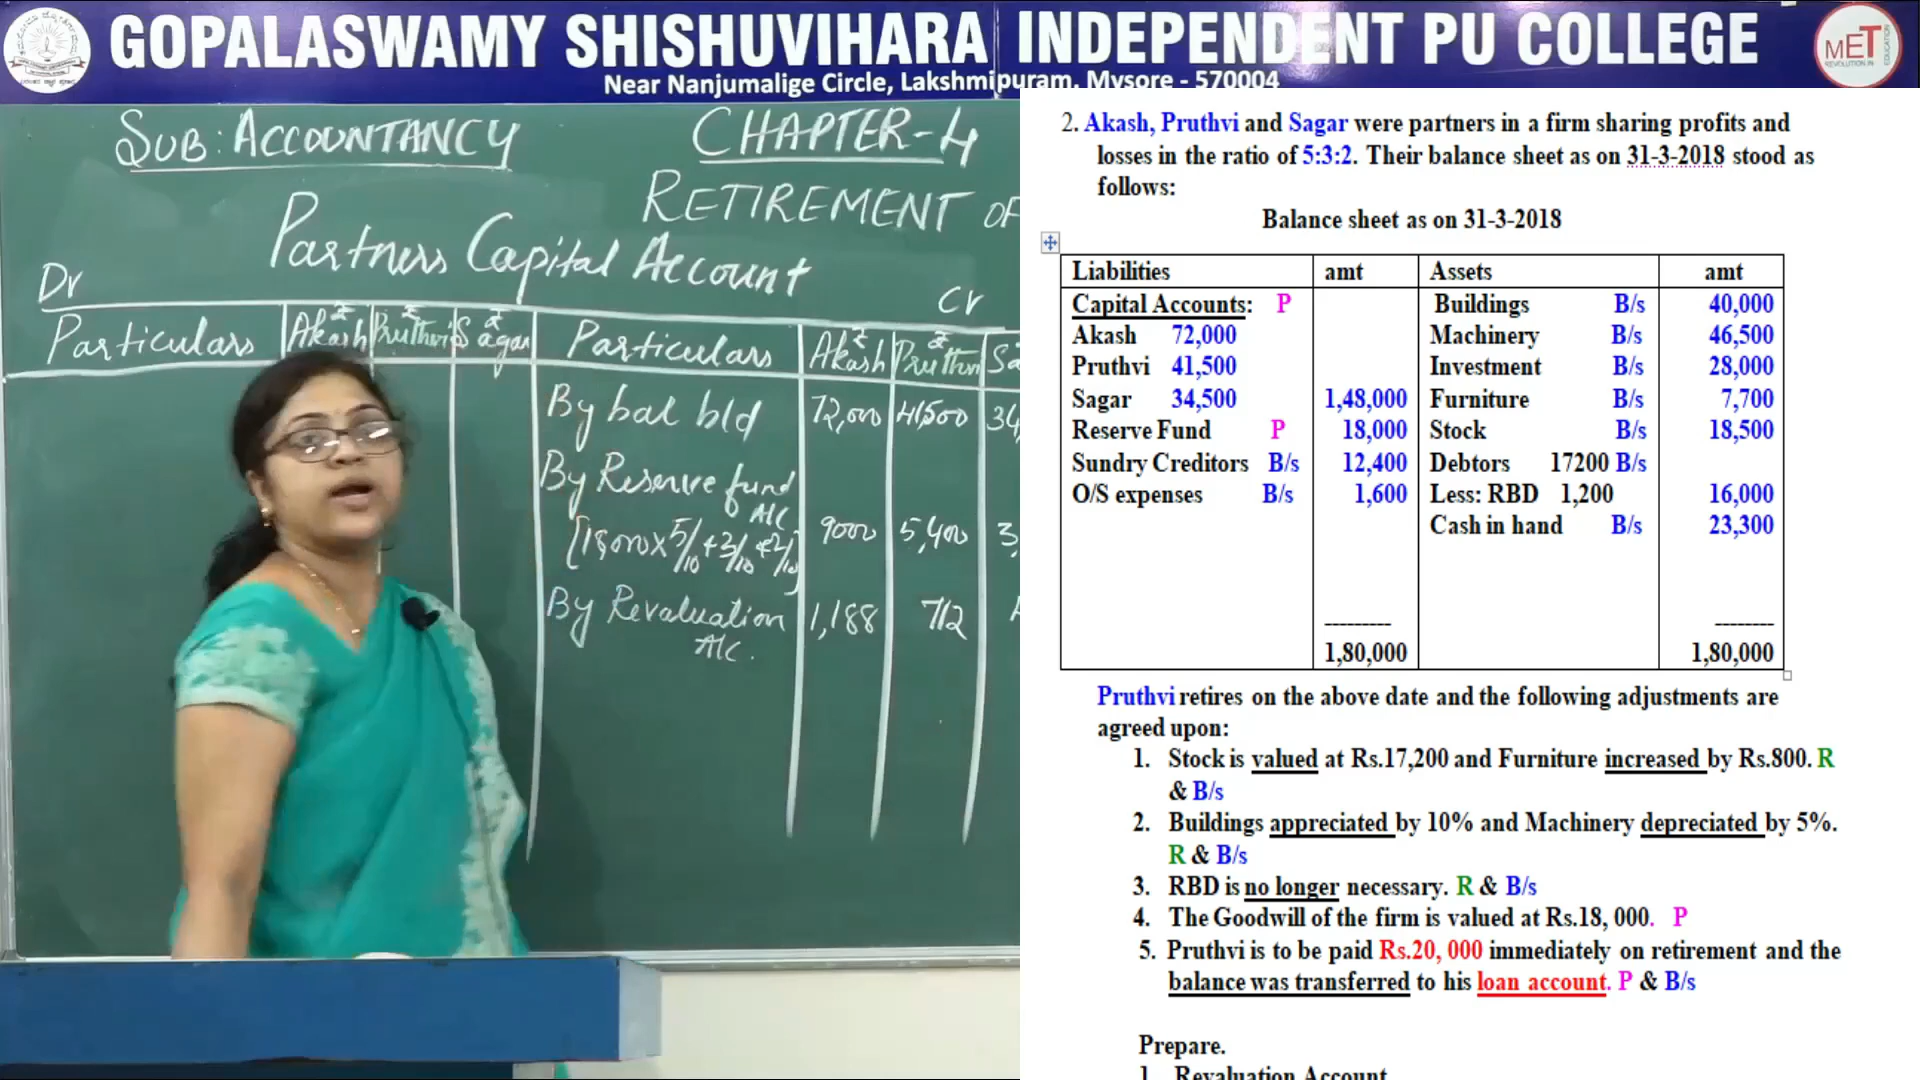 GOPALASWAMY SHISHUVIHARA INDEPENDENT PU COLLEGE
Near Nanjumalige Circle, Lakshmipuram, Mysore - 570004
MET
SUB: ACCOUNTANCY
CHAPTER-4
RETIREMENT OF
Partners Capital Account
Dr
Cr
Particulars Akash Pruthvi Sagar Particulars Akash Pruthvi Sa
By bal b/d 72,000 41,500 34,
By Reserve fund A/c
[18000 x 5/10 + 3/10 + 2/10] 9000 5,400 3,
By Revaluation A/c. 1,188 712
2. Akash, Pruthvi and Sagar were partners in a firm sharing profits and
losses in the ratio of 5:3:2. Their balance sheet as on 31-3-2018 stood as
follows:
Balance sheet as on 31-3-2018
Liabilities amt Assets amt
Capital Accounts: P Buildings B/s 40,000
Akash 72,000 Machinery B/s 46,500
Pruthvi 41,500 Investment B/s 28,000
Sagar 34,500 1,48,000 Furniture B/s 7,700
Reserve Fund P 18,000 Stock B/s 18,500
Sundry Creditors B/s 12,400 Debtors 17200 B/s
O/S expenses B/s 1,600 Less: RBD 1,200 16,000
Cash in hand B/s 23,300
1,80,000 1,80,000
Pruthvi retires on the above date and the following adjustments are
agreed upon:
1. Stock is valued at Rs.17,200 and Furniture increased by Rs.800. R
& B/s
2. Buildings appreciated by 10% and Machinery depreciated by 5%.
R & B/s
3. RBD is no longer necessary. R & B/s
4. The Goodwill of the firm is valued at Rs.18, 000. P
5. Pruthvi is to be paid Rs.20, 000 immediately on retirement and the
balance was transferred to his loan account. P & B/s
Prepare.
1. Revaluation Account